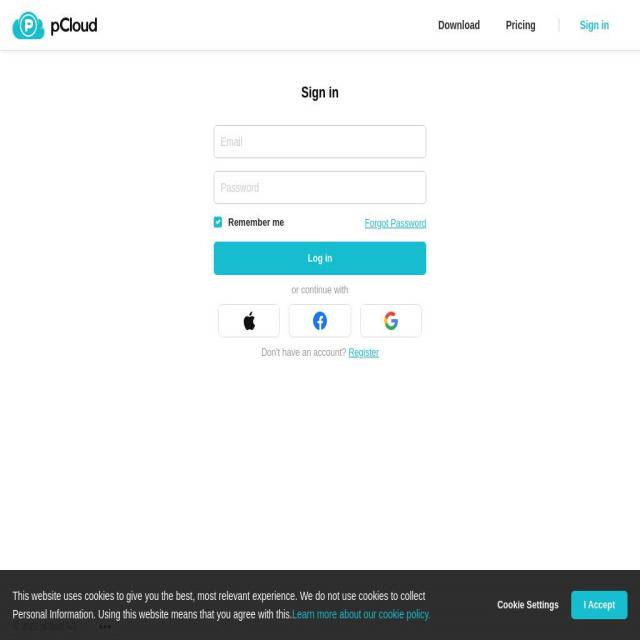 pCloud
Download Pricing Sign in
Sign in
Email
Password
Remember me Forgot Password
Log in
or continue with
Don't have an account? Register
This website uses cookies to give you the best, most relevant experience. We do not use cookies to collect
Personal Information. Using this website means that you agree with this.Learn more about our cookie policy.
Cookie Settings I Accept